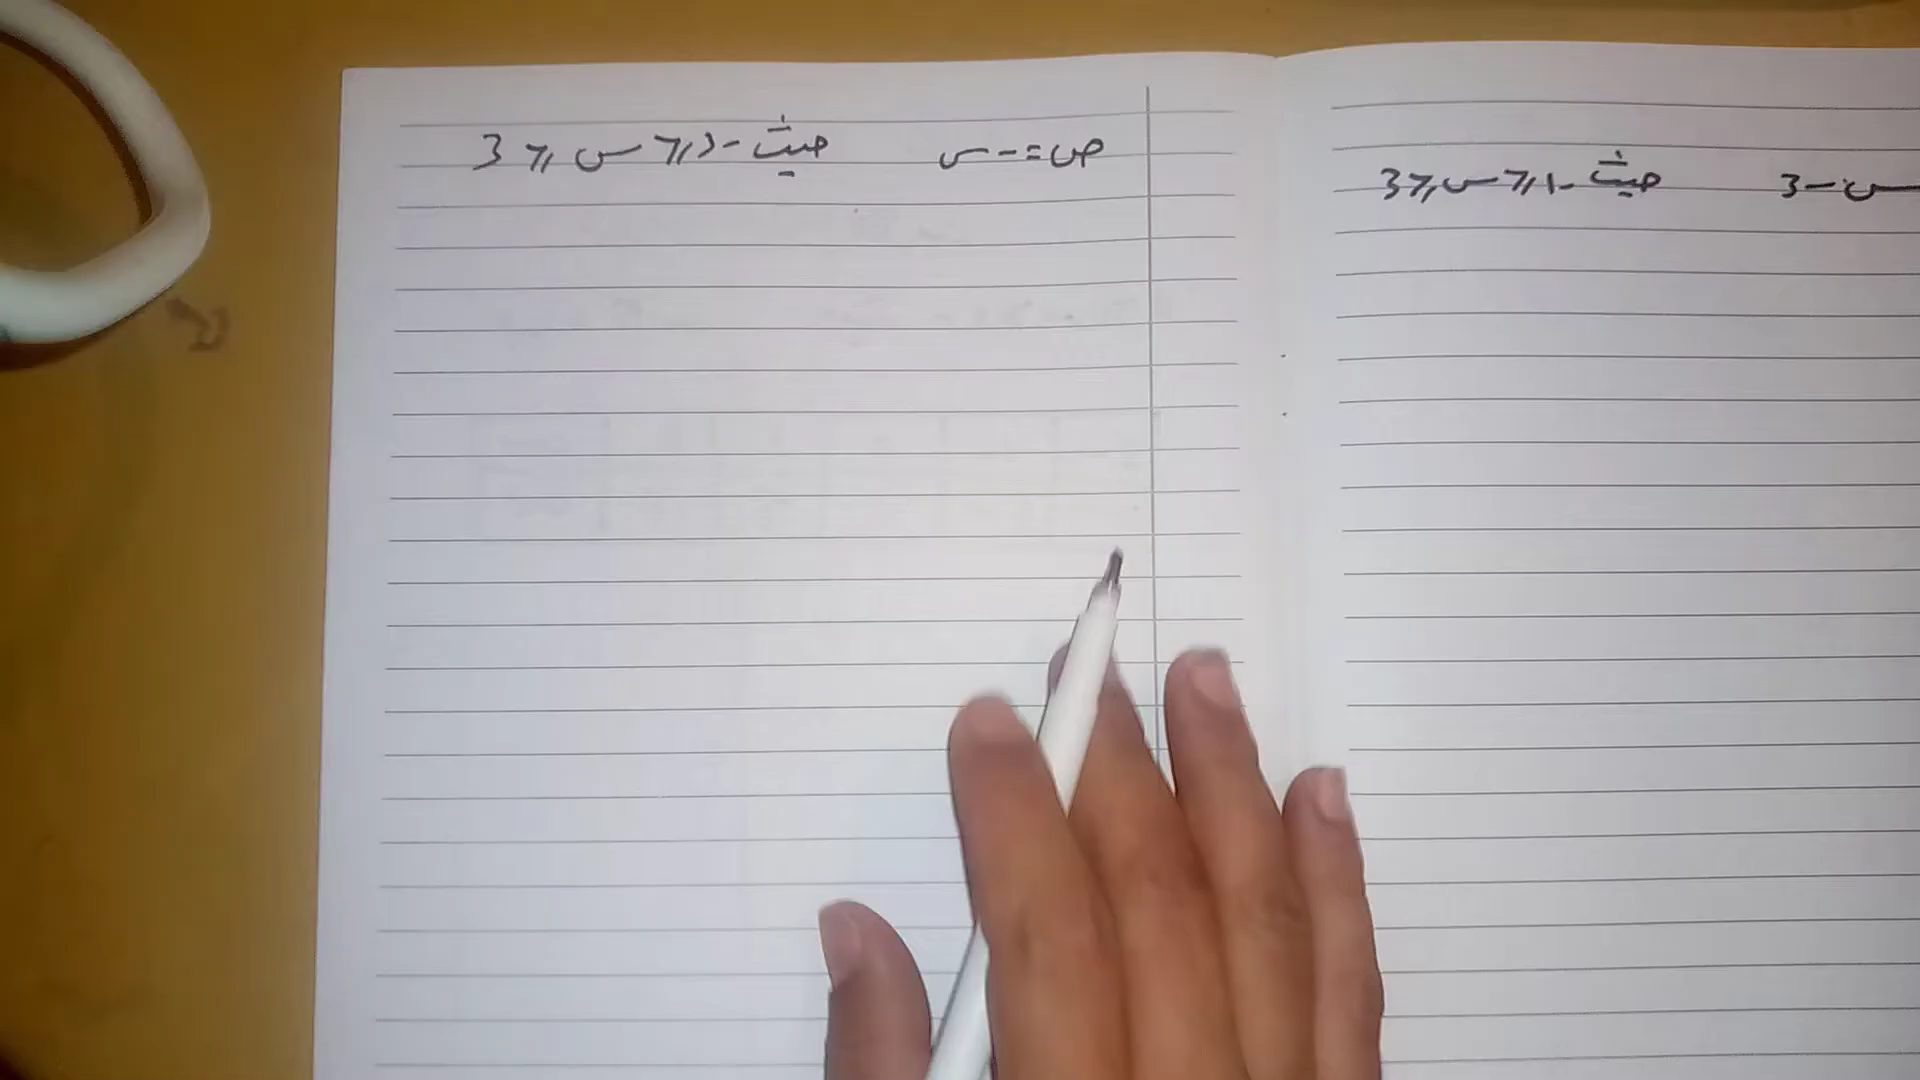 س - 3 حيث -١ ≤ س ≤ 3
ص = - س حيث -٢ ≤ س ≤ 3